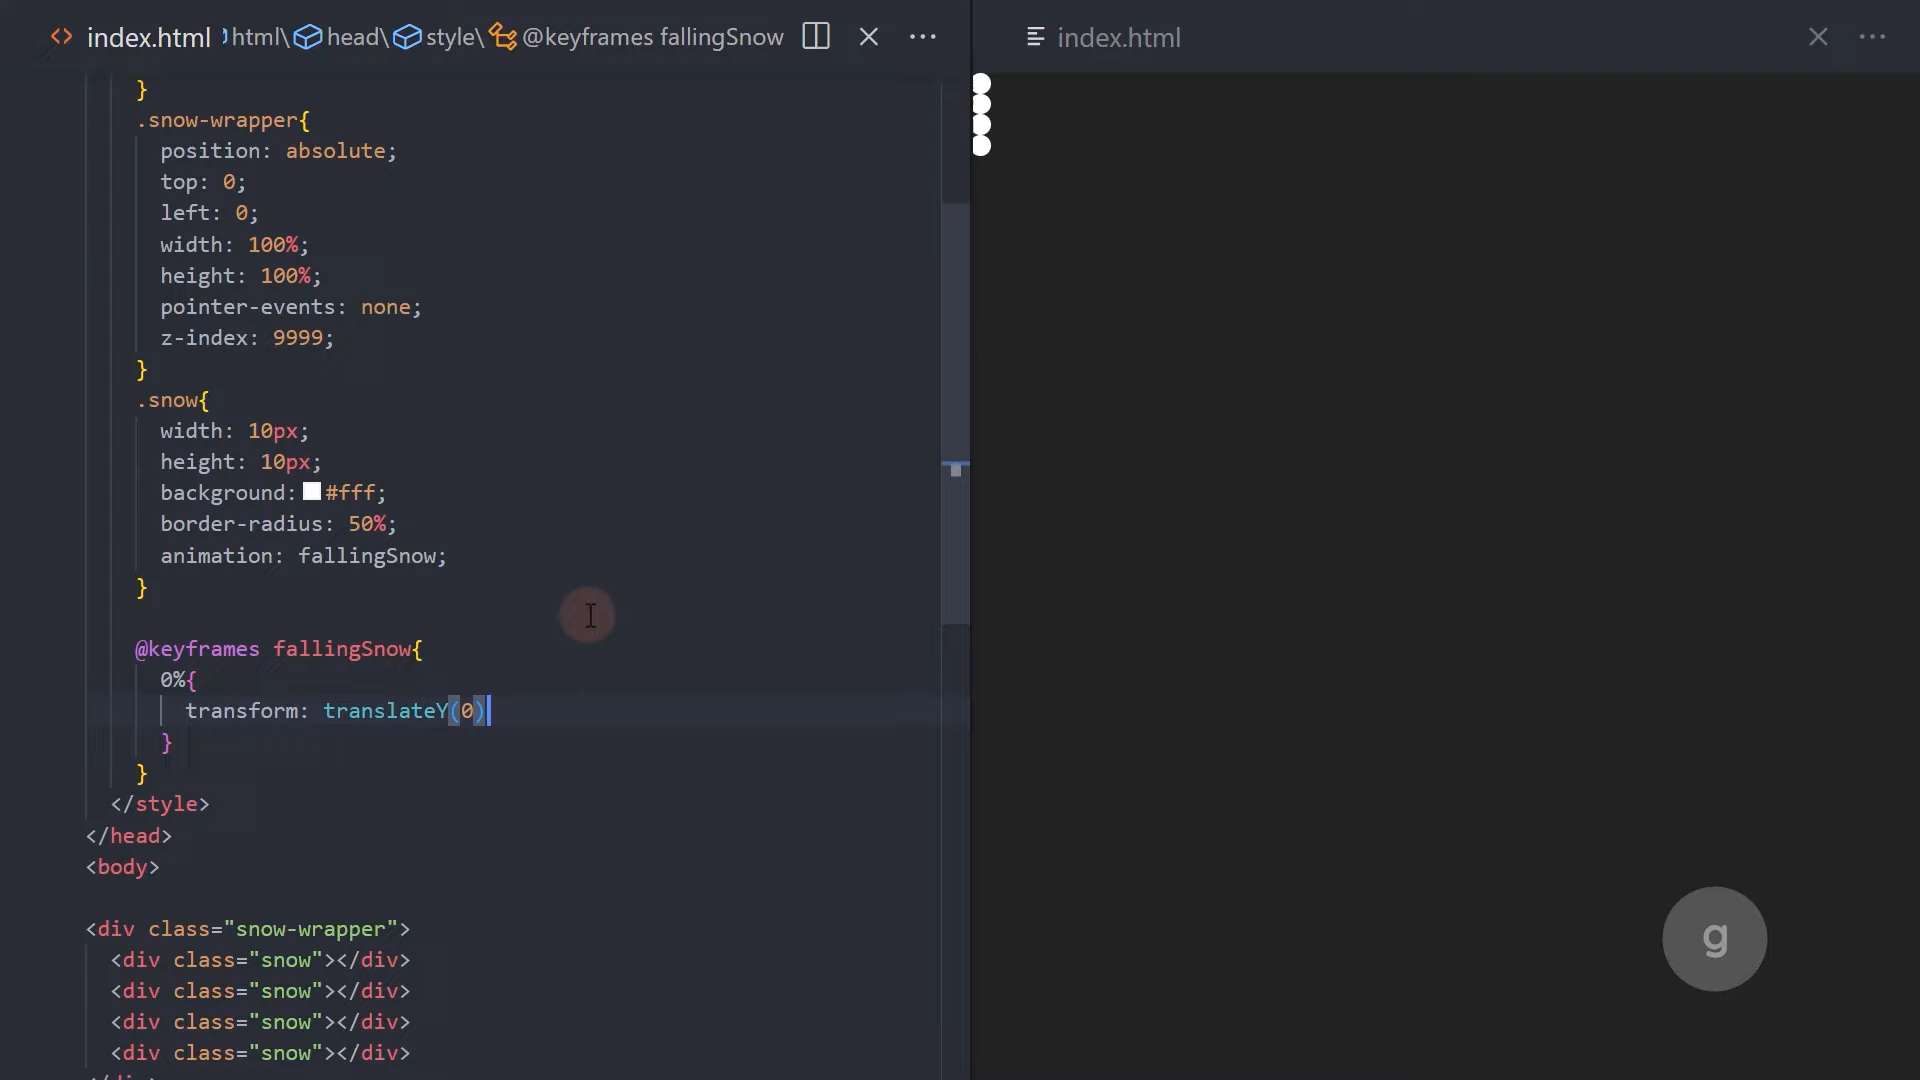 index.html html\ head\ style\ @keyframes fallingSnow
index.html
}
.snow-wrapper{
position: absolute;
top: 0;
left: 0;
width: 100%;
height: 100%;
pointer-events: none;
z-index: 9999;
}
.snow{
width: 10px;
height: 10px;
background: #fff;
border-radius: 50%;
animation: fallingSnow;
}
@keyframes fallingSnow{
0%{
transform: translateY(0)
}
}
</style>
</head>
<body>
<div class="snow-wrapper">
<div class="snow"></div>
<div class="snow"></div>
<div class="snow"></div>
<div class="snow"></div>
g